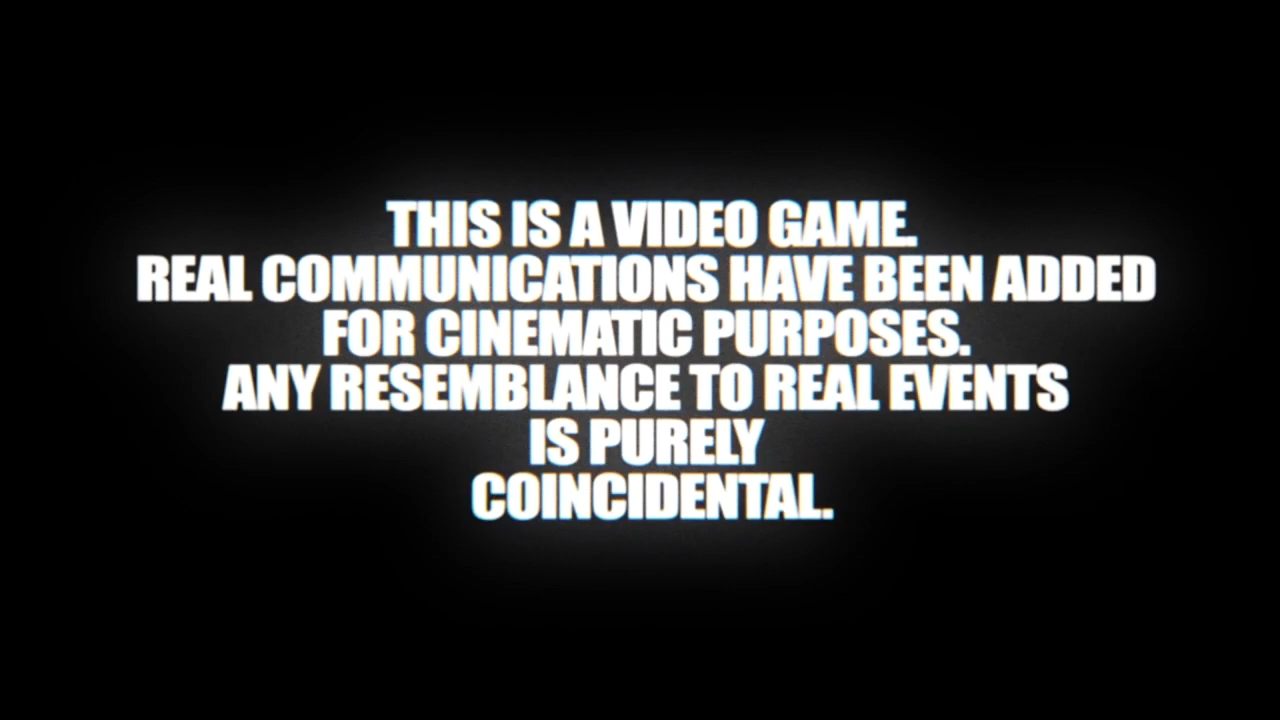 THIS IS A VIDEO GAME.
REAL COMMUNICATIONS HAVE BEEN ADDED
FOR CINEMATIC PURPOSES.
ANY RESEMBLANCE TO REAL EVENTS
IS PURELY
COINCIDENTAL.